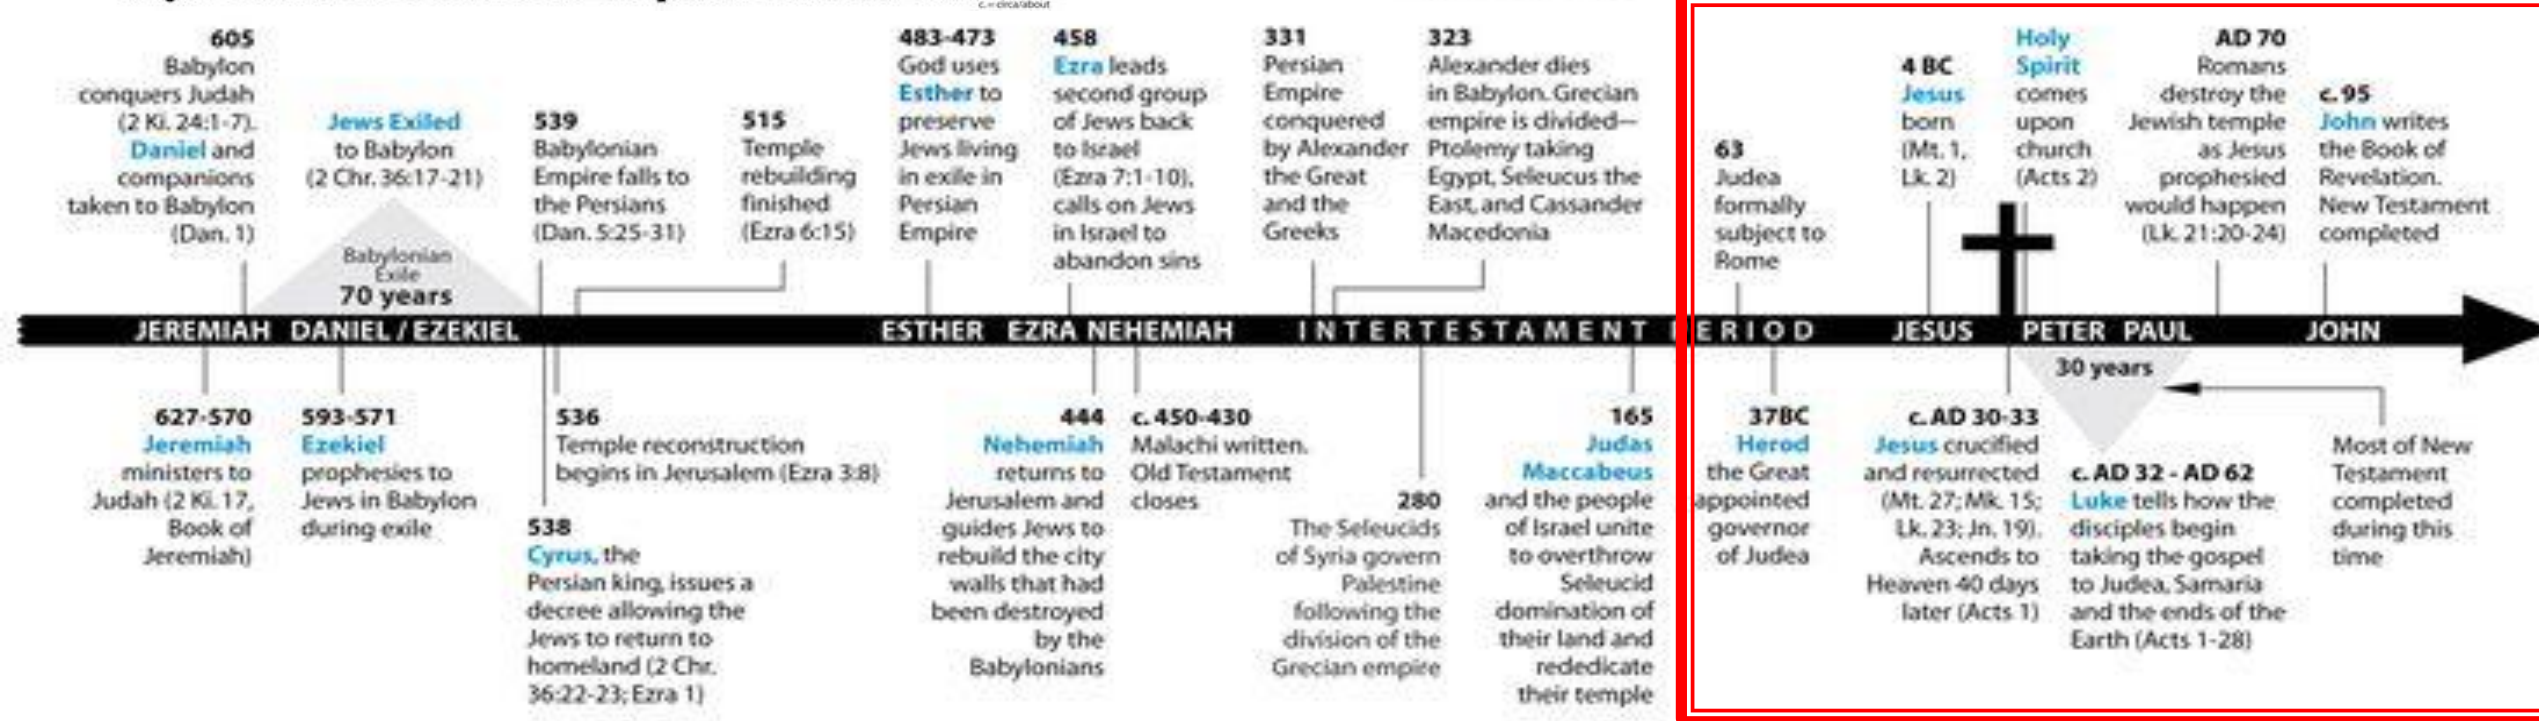 c. = circa/about
605
Babylon
conquers Judah
(2 Ki. 24:1-7).
Daniel and
companions
taken to Babylon
(Dan. 1)
Jews Exiled
to Babylon
(2 Chr. 36:17-21)
Babylonian
Exile
70 years
539
Babylonian
Empire falls to
the Persians
(Dan. 5:25-31)
515
Temple
rebuilding
finished
(Ezra 6:15)
483-473
God uses
Esther to
preserve
Jews living
in exile in
Persian
Empire
458
Ezra leads
second group
of Jews back
to Israel
(Ezra 7:1-10),
calls on Jews
in Israel to
abandon sins
331
Persian
Empire
conquered
by Alexander
the Great
and the
Greeks
323
Alexander dies
in Babylon. Grecian
empire is divided—
Ptolemy taking
Egypt, Seleucus the
East, and Cassander
Macedonia
63
Judea
formally
subject to
Rome
4 BC
Jesus
born
(Mt. 1,
Lk. 2)
Holy
Spirit
comes
upon
church
(Acts 2)
AD 70
Romans
destroy the
Jewish temple
as Jesus
prophesied
would happen
(Lk. 21:20-24)
c. 95
John writes
the Book of
Revelation.
New Testament
completed
JEREMIAH DANIEL / EZEKIEL ESTHER EZRA NEHEMIAH INTERTESTAMENT PERIOD JESUS PETER PAUL JOHN
627-570
Jeremiah
ministers to
Judah (2 Ki. 17,
Book of
Jeremiah)
593-571
Ezekiel
prophesies to
Jews in Babylon
during exile
536
Temple reconstruction
begins in Jerusalem (Ezra 3:8)
538
Cyrus, the
Persian king, issues a
decree allowing the
Jews to return to
homeland (2 Chr.
36:22-23; Ezra 1)
444
Nehemiah
returns to
Jerusalem and
guides Jews to
rebuild the city
walls that had
been destroyed
by the
Babylonians
c. 450-430
Malachi written.
Old Testament
closes
280
The Seleucids
of Syria govern
Palestine
following the
division of the
Grecian empire
165
Judas
Maccabeus
and the people
of Israel unite
to overthrow
Seleucid
domination of
their land and
rededicate
their temple
37BC
Herod
the Great
appointed
governor
of Judea
c. AD 30-33
Jesus crucified
and resurrected
(Mt. 27; Mk. 15;
Lk. 23; Jn. 19).
Ascends to
Heaven 40 days
later (Acts 1)
30 years
c. AD 32 - AD 62
Luke tells how the
disciples begin
taking the gospel
to Judea, Samaria
and the ends of the
Earth (Acts 1-28)
Most of New
Testament
completed
during this
time